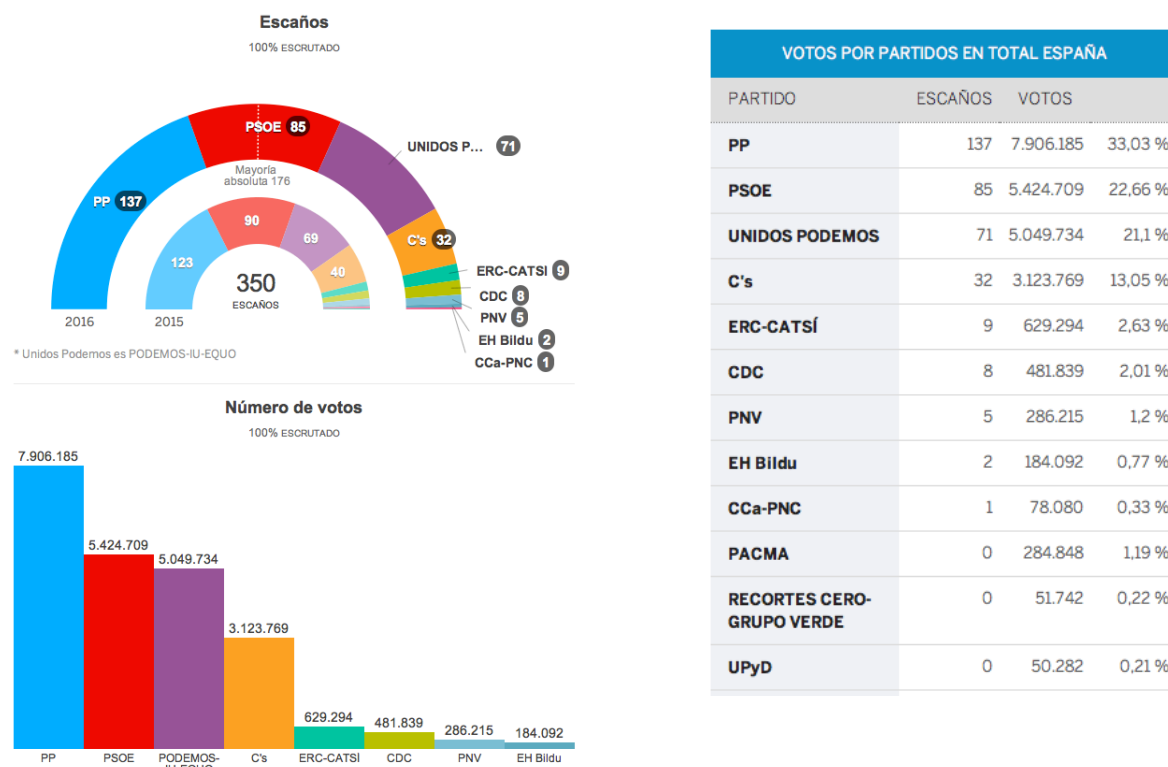 Escaños
100% ESCRUTADO
PSOE 85
UNIDOS P... 71
Mayoría
absoluta 176
PP 137
90
69
C's 32
123
40
350
ESCAÑOS
ERC-CATSI 9
CDC 8
PNV 5
EH Bildu 2
CCa-PNC 1
2016 2015
* Unidos Podemos es PODEMOS-IU-EQUO
Número de votos
100% ESCRUTADO
7.906.185
5.424.709
5.049.734
3.123.769
629.294
481.839
286.215
184.092
PP PSOE PODEMOS- C's ERC-CATSI CDC PNV EH Bildu
IU-EQUO
VOTOS POR PARTIDOS EN TOTAL ESPAÑA
PARTIDO ESCAÑOS VOTOS
PP 137 7.906.185 33,03 %
PSOE 85 5.424.709 22,66 %
UNIDOS PODEMOS 71 5.049.734 21,1 %
C's 32 3.123.769 13,05 %
ERC-CATSÍ 9 629.294 2,63 %
CDC 8 481.839 2,01 %
PNV 5 286.215 1,2 %
EH Bildu 2 184.092 0,77 %
CCa-PNC 1 78.080 0,33 %
PACMA 0 284.848 1,19 %
RECORTES CERO- 0 51.742 0,22 %
GRUPO VERDE
UPyD 0 50.282 0,21 %